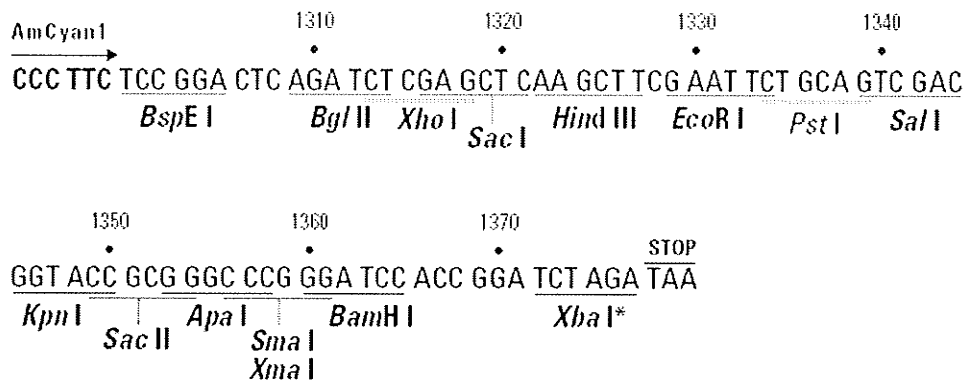 1310 1320 1330 1340
AmCyan1
CCC TTC TCC GGA CTC AGA TCT CGA GCT CAA GCT TCG AAT TCT GCA GTC GAC
BspE I Bgl II Xho I Hind III EcoR I Pst I Sal I
Sac I
1350 1360 1370
STOP
GGT ACC GCG GGC CCG GGA TCC ACC GGA TCT AGA TAA
Kpn I Apa I BamH I Xba I*
Sac II Sma I
Xma I